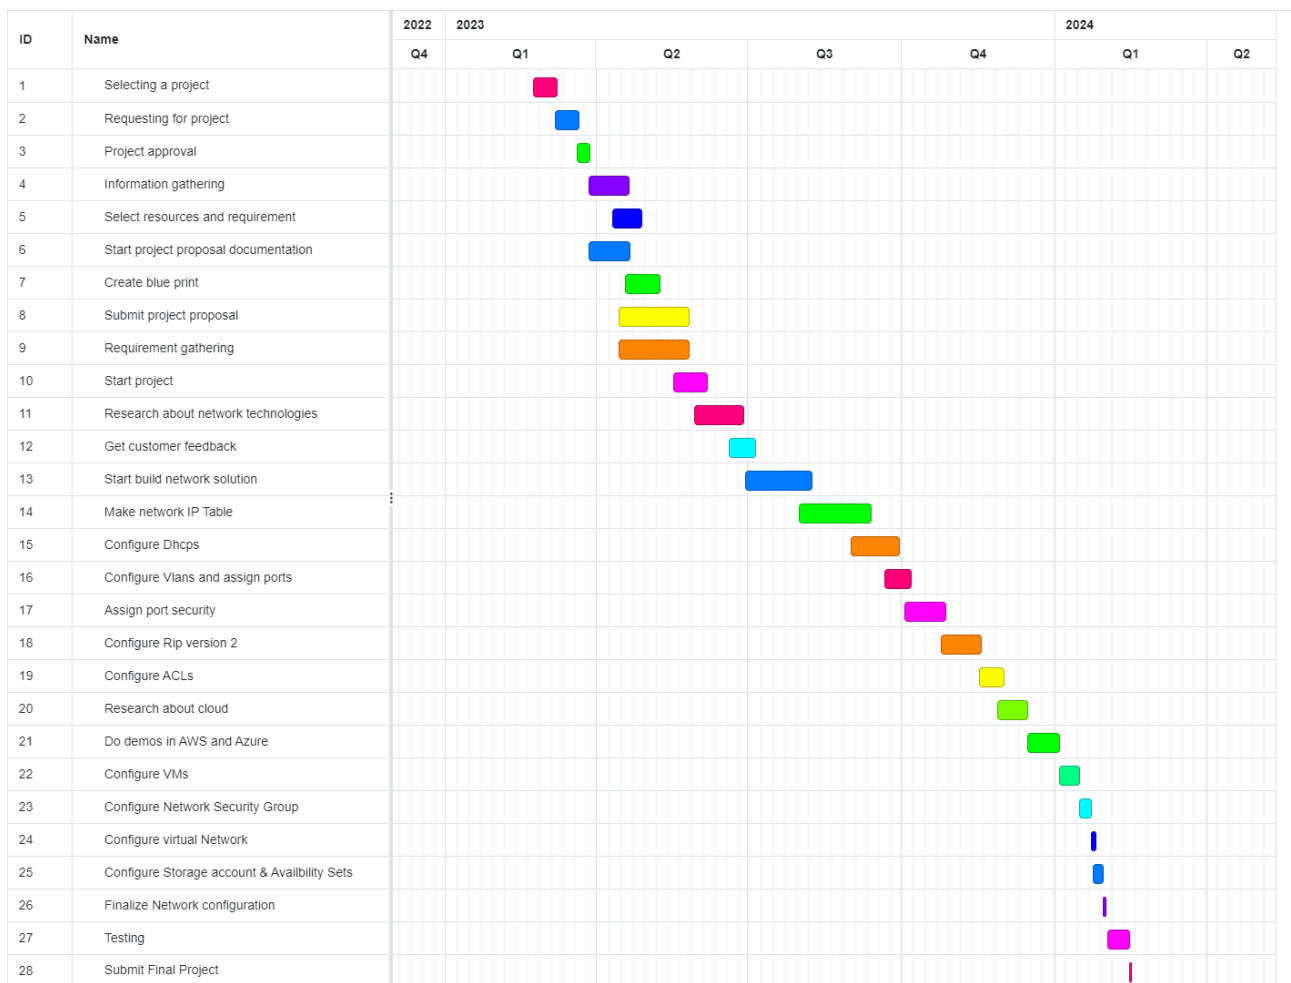 2022 2023 2024
ID Name
Q4 Q1 Q2 Q3 Q4 Q1 Q2
1 Selecting a project
2 Requesting for project
3 Project approval
4 Information gathering
5 Select resources and requirement
6 Start project proposal documentation
7 Create blue print
8 Submit project proposal
9 Requirement gathering
10 Start project
11 Research about network technologies
12 Get customer feedback
13 Start build network solution
14 Make network IP Table
15 Configure Dhcps
16 Configure Vlans and assign ports
17 Assign port security
18 Configure Rip version 2
19 Configure ACLs
20 Research about cloud
21 Do demos in AWS and Azure
22 Configure VMs
23 Configure Network Security Group
24 Configure virtual Network
25 Configure Storage account & Availbility Sets
26 Finalize Network configuration
27 Testing
28 Submit Final Project